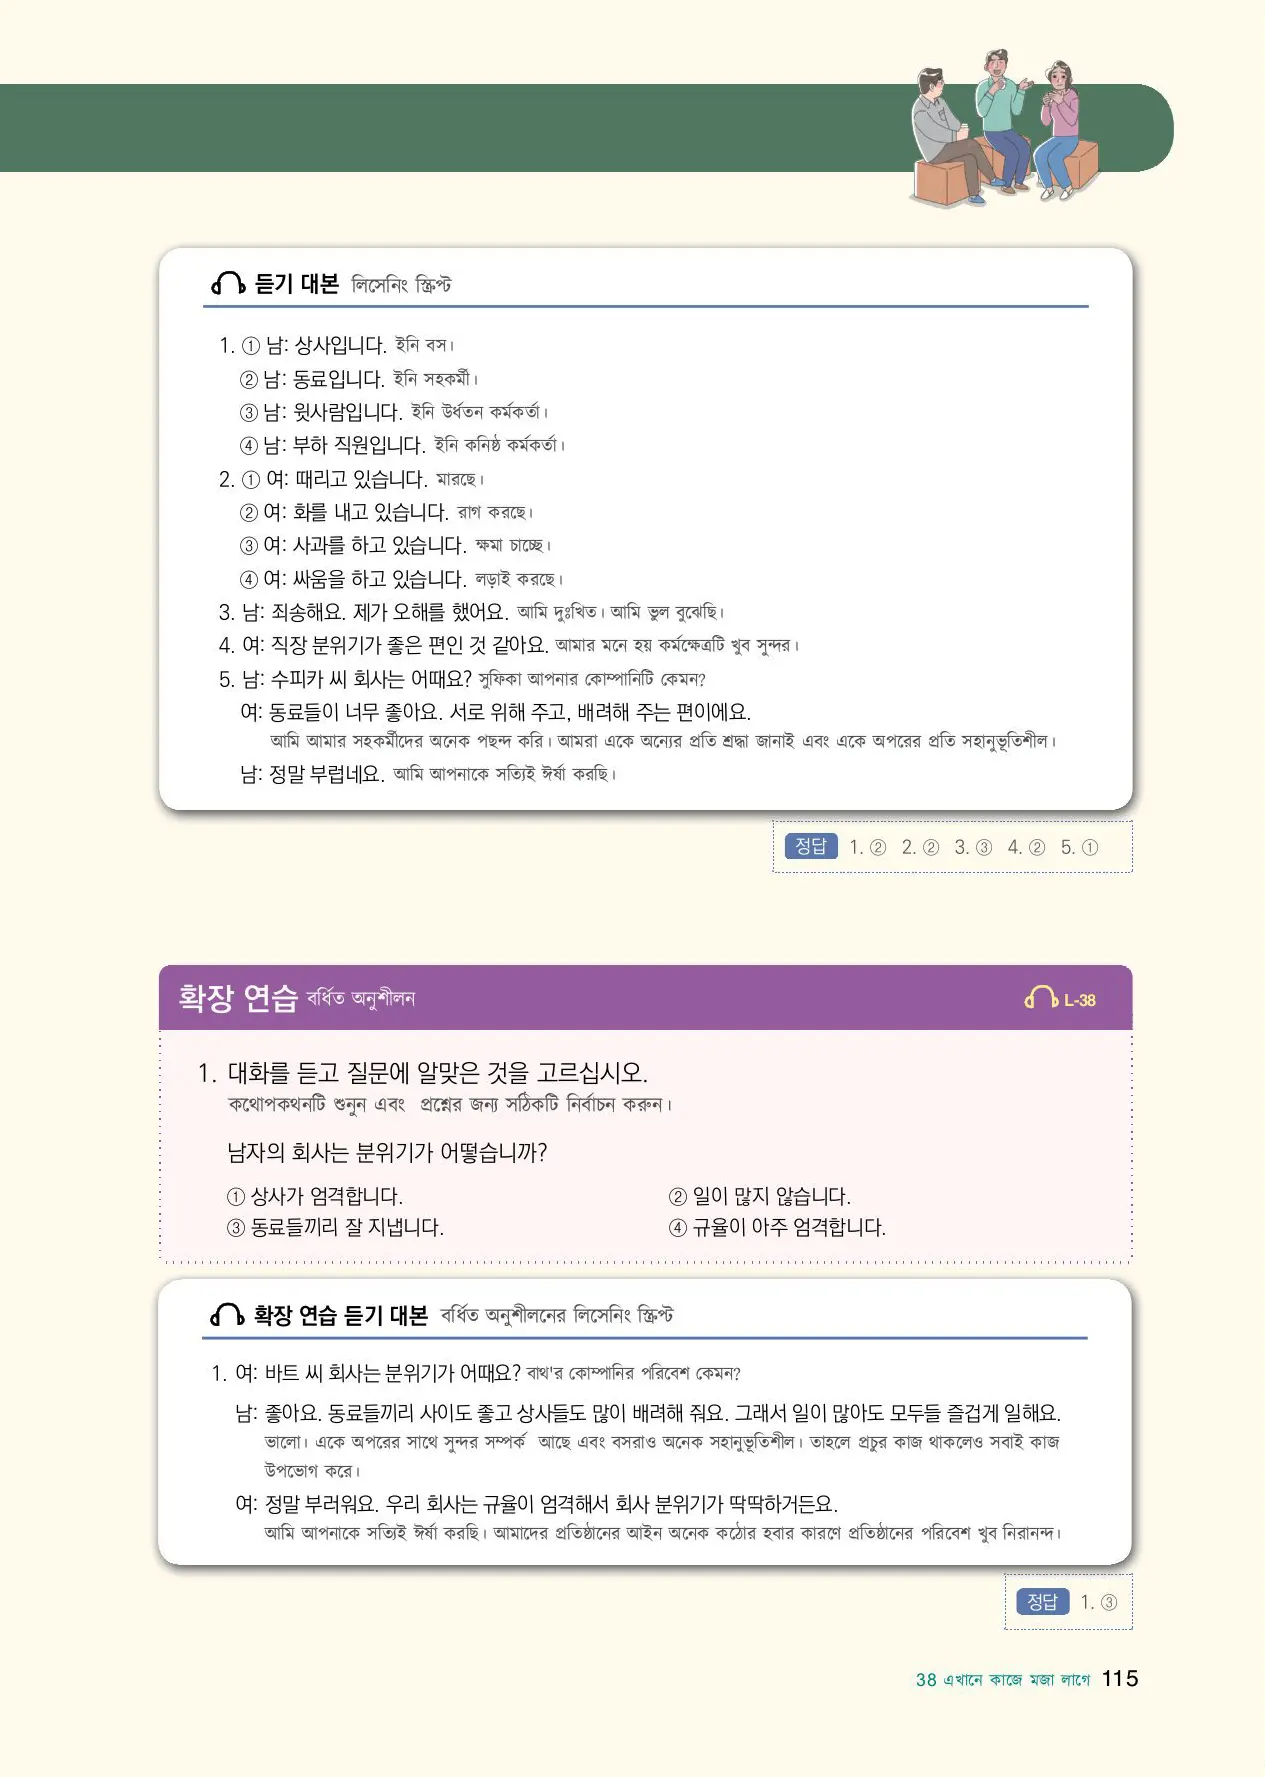 듣기 대본 লিসেনিং স্ক্রিপ্ট
1. ① 남: 상사입니다. ইনি বস।
② 남: 동료입니다. ইনি সহকর্মী।
③ 남: 윗사람입니다. ইনি উর্ধতন কর্মকর্তা।
④ 남: 부하 직원입니다. ইনি কনিষ্ঠ কর্মকর্তা।
2. ① 여: 때리고 있습니다. মারছে।
② 여: 화를 내고 있습니다. রাগ করছে।
③ 여: 사과를 하고 있습니다. ক্ষমা চাচ্ছে।
④ 여: 싸움을 하고 있습니다. লড়াই করছে।
3. 남: 죄송해요. 제가 오해를 했어요. আমি দুঃখিত। আমি ভুল বুঝেছি।
4. 여: 직장 분위기가 좋은 편인 것 같아요. আমার মনে হয় কর্মক্ষেত্রটি খুব সুন্দর।
5. 남: 수피카 씨 회사는 어때요? সুফিকা আপনার কোম্পানিটি কেমন?
여: 동료들이 너무 좋아요. 서로 위해 주고, 배려해 주는 편이에요.
আমি আমার সহকর্মীদের অনেক পছন্দ করি। আমরা একে অন্যের প্রতি শ্রদ্ধা জানাই এবং একে অপরের প্রতি সহানুভূতিশীল।
남: 정말 부럽네요. আমি আপনাকে সত্যিই ঈর্ষা করছি।
정답 1. ② 2. ② 3. ③ 4. ② 5. ①
확장 연습 বর্ধিত অনুশীলন L-38
1. 대화를 듣고 질문에 알맞은 것을 고르십시오.
কথোপকথনটি শুনুন এবং প্রশ্নের জন্য সঠিকটি নির্বাচন করুন।
남자의 회사는 분위기가 어떻습니까?
① 상사가 엄격합니다. ② 일이 많지 않습니다.
③ 동료들끼리 잘 지냅니다. ④ 규율이 아주 엄격합니다.
확장 연습 듣기 대본 বর্ধিত অনুশীলনের লিসেনিং স্ক্রিপ্ট
1. 여: 바트 씨 회사는 분위기가 어때요? বাথ'র কোম্পানির পরিবেশ কেমন?
남: 좋아요. 동료들끼리 사이도 좋고 상사들도 많이 배려해 줘요. 그래서 일이 많아도 모두들 즐겁게 일해요.
ভালো। একে অপরের সাথে সুন্দর সম্পর্ক আছে এবং বসরাও অনেক সহানুভূতিশীল। তাহলে প্রচুর কাজ থাকলেও সবাই কাজ
উপভোগ করে।
여: 정말 부러워요. 우리 회사는 규율이 엄격해서 회사 분위기가 딱딱하거든요.
আমি আপনাকে সত্যিই ঈর্ষা করছি। আমাদের প্রতিষ্ঠানের আইন অনেক কঠোর হবার কারণে প্রতিষ্ঠানের পরিবেশ খুব নিরানন্দ।
정답 1. ③
38 এখানে কাজে মজা লাগে 115